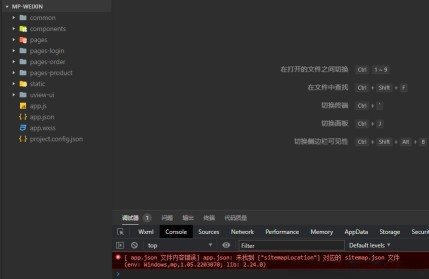 MP-WEIXIN
common
components
pages
pages-login
pages-order
pages-product
static
uview-ui
app.js
app.json
app.wxss
project.config.json
在打开的文件之间切换 Ctrl 1 ~ 9
在文件中查找 Ctrl + Shift + F
切换终端 Ctrl + `
切换面板 Ctrl + J
切换侧边栏可见性 Ctrl + Shift + Alt + B
调试器 1 问题 输出 终端 代码质量
Wxml Console Sources Network Performance Memory AppData Storage Security
top Filter Default levels
[ app.json 文件内容错误] app.json: 未找到 ["sitemapLocation"] 对应的 sitemap.json 文件
(env: Windows,mp,1.05.2203070; lib: 2.24.0)